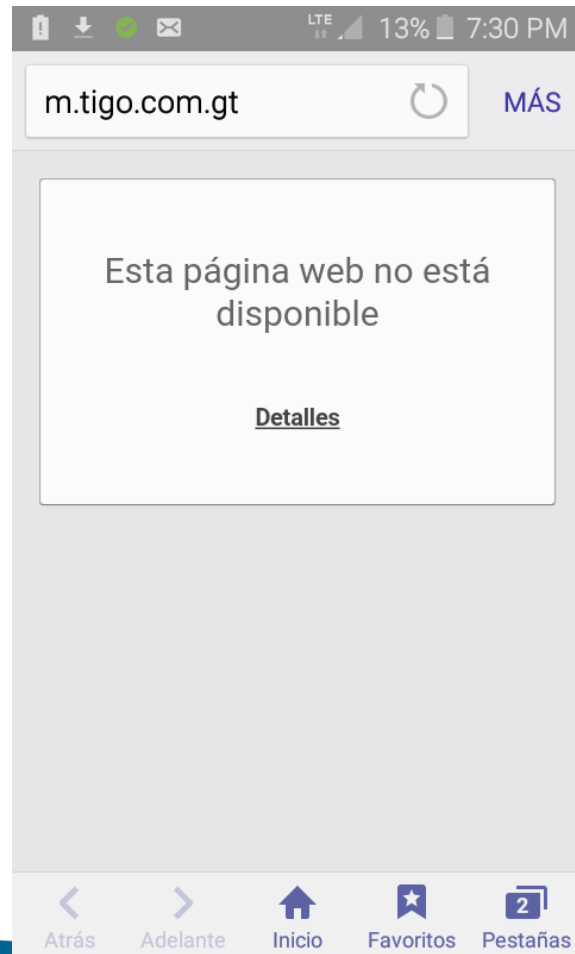 LTE 13% 7:30 PM
m.tigo.com.gt MÁS
Esta página web no está
disponible
Detalles
2
Atrás Adelante Inicio Favoritos Pestañas